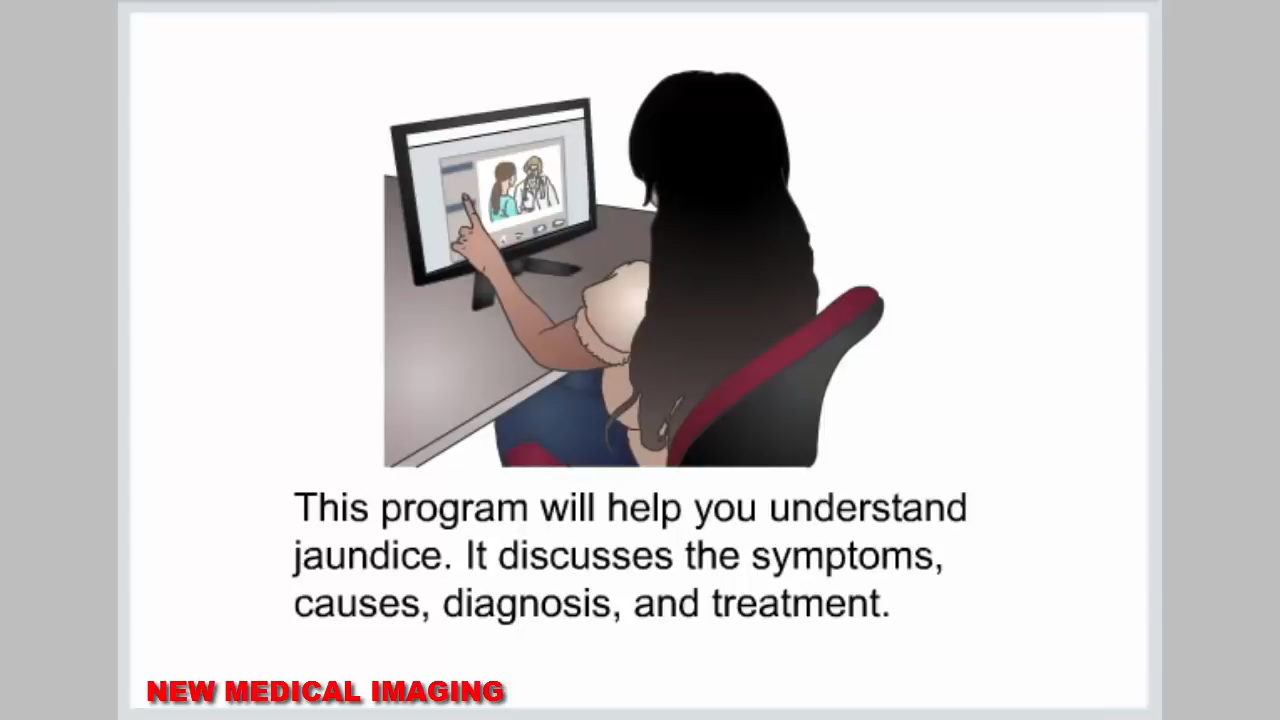 This program will help you understand
jaundice. It discusses the symptoms,
causes, diagnosis, and treatment.
NEW MEDICAL IMAGING